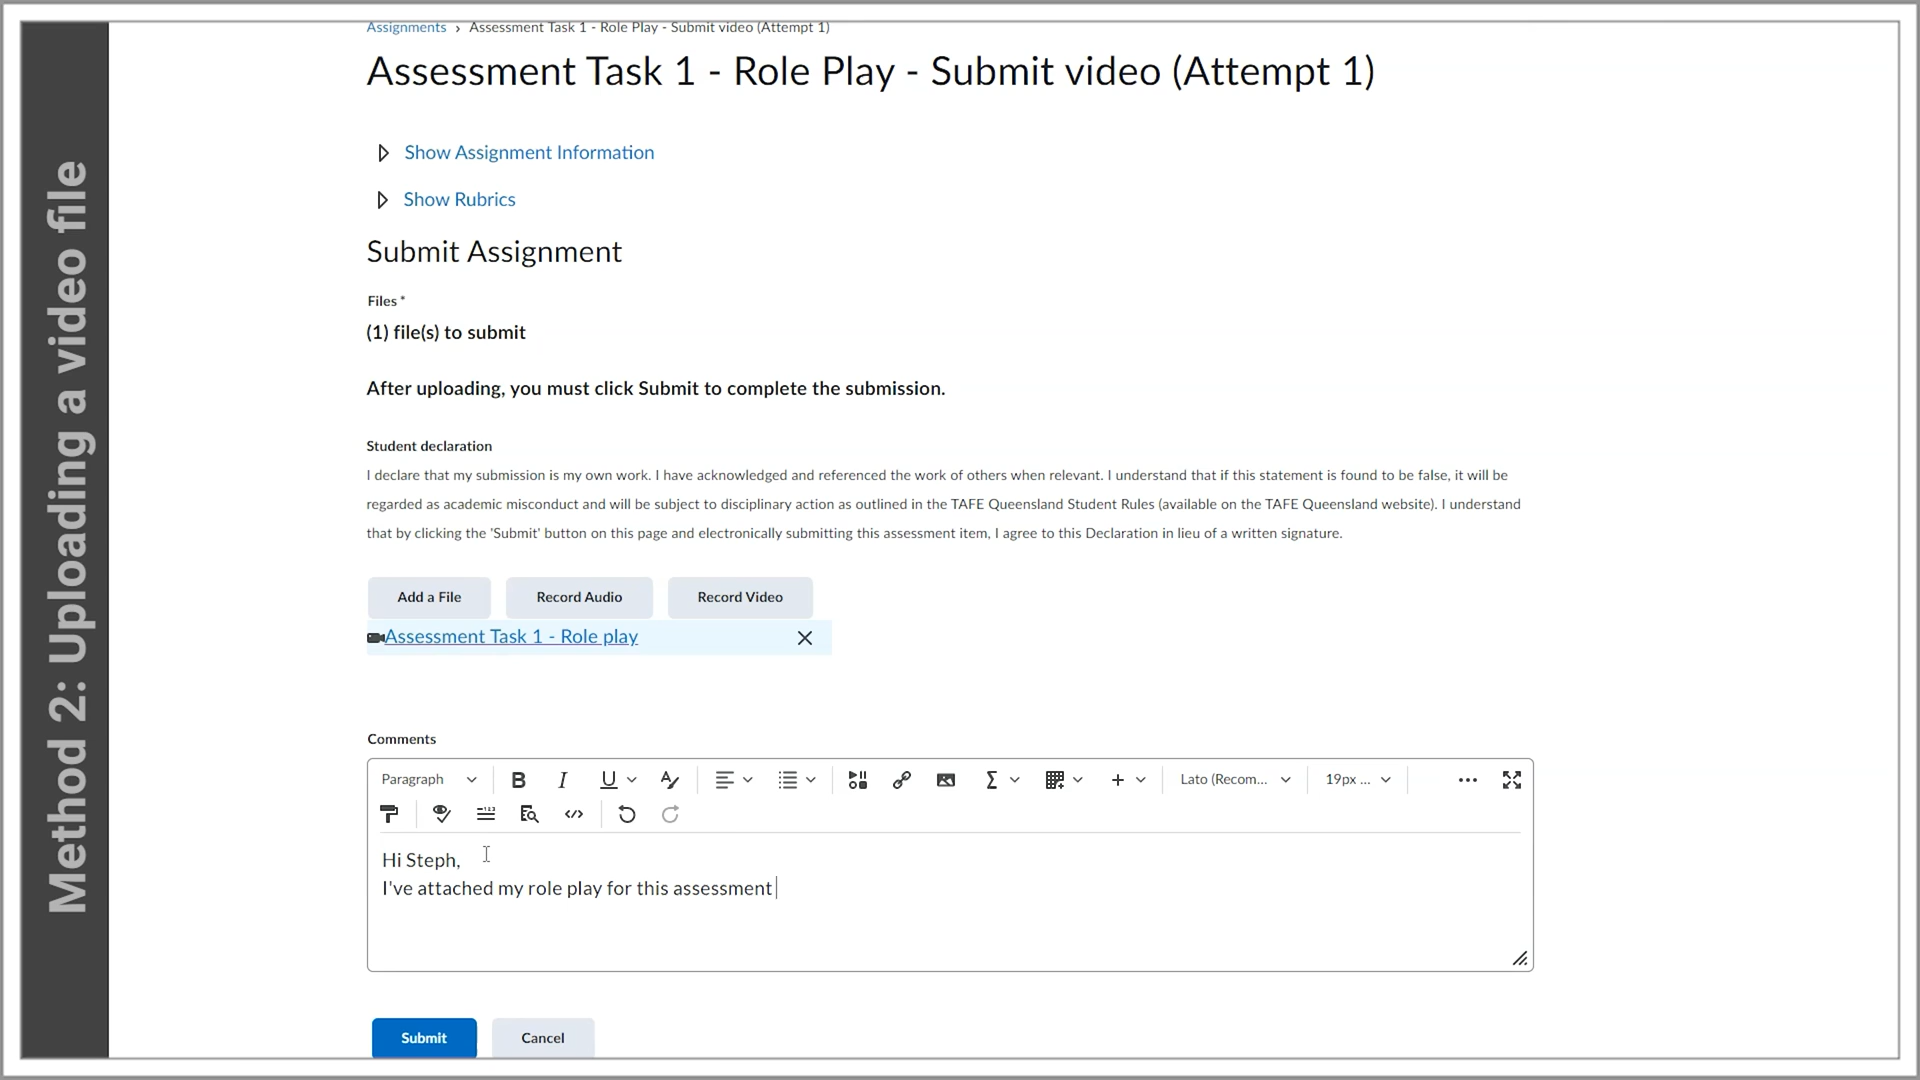 Method 2: Uploading a video file
Assignments › Assessment Task 1 - Role Play - Submit video (Attempt 1)
Assessment Task 1 - Role Play - Submit video (Attempt 1)
Show Assignment Information
Show Rubrics
Submit Assignment
Files *
(1) file(s) to submit
After uploading, you must click Submit to complete the submission.
Student declaration
I declare that my submission is my own work. I have acknowledged and referenced the work of others when relevant. I understand that if this statement is found to be false, it will be
regarded as academic misconduct and will be subject to disciplinary action as outlined in the TAFE Queensland Student Rules (available on the TAFE Queensland website). I understand
that by clicking the 'Submit' button on this page and electronically submitting this assessment item, I agree to this Declaration in lieu of a written signature.
Add a File Record Audio Record Video
Assessment Task 1 - Role play
Comments
Paragraph Lato (Recom... 19px ...
Hi Steph,
I've attached my role play for this assessment
Submit Cancel